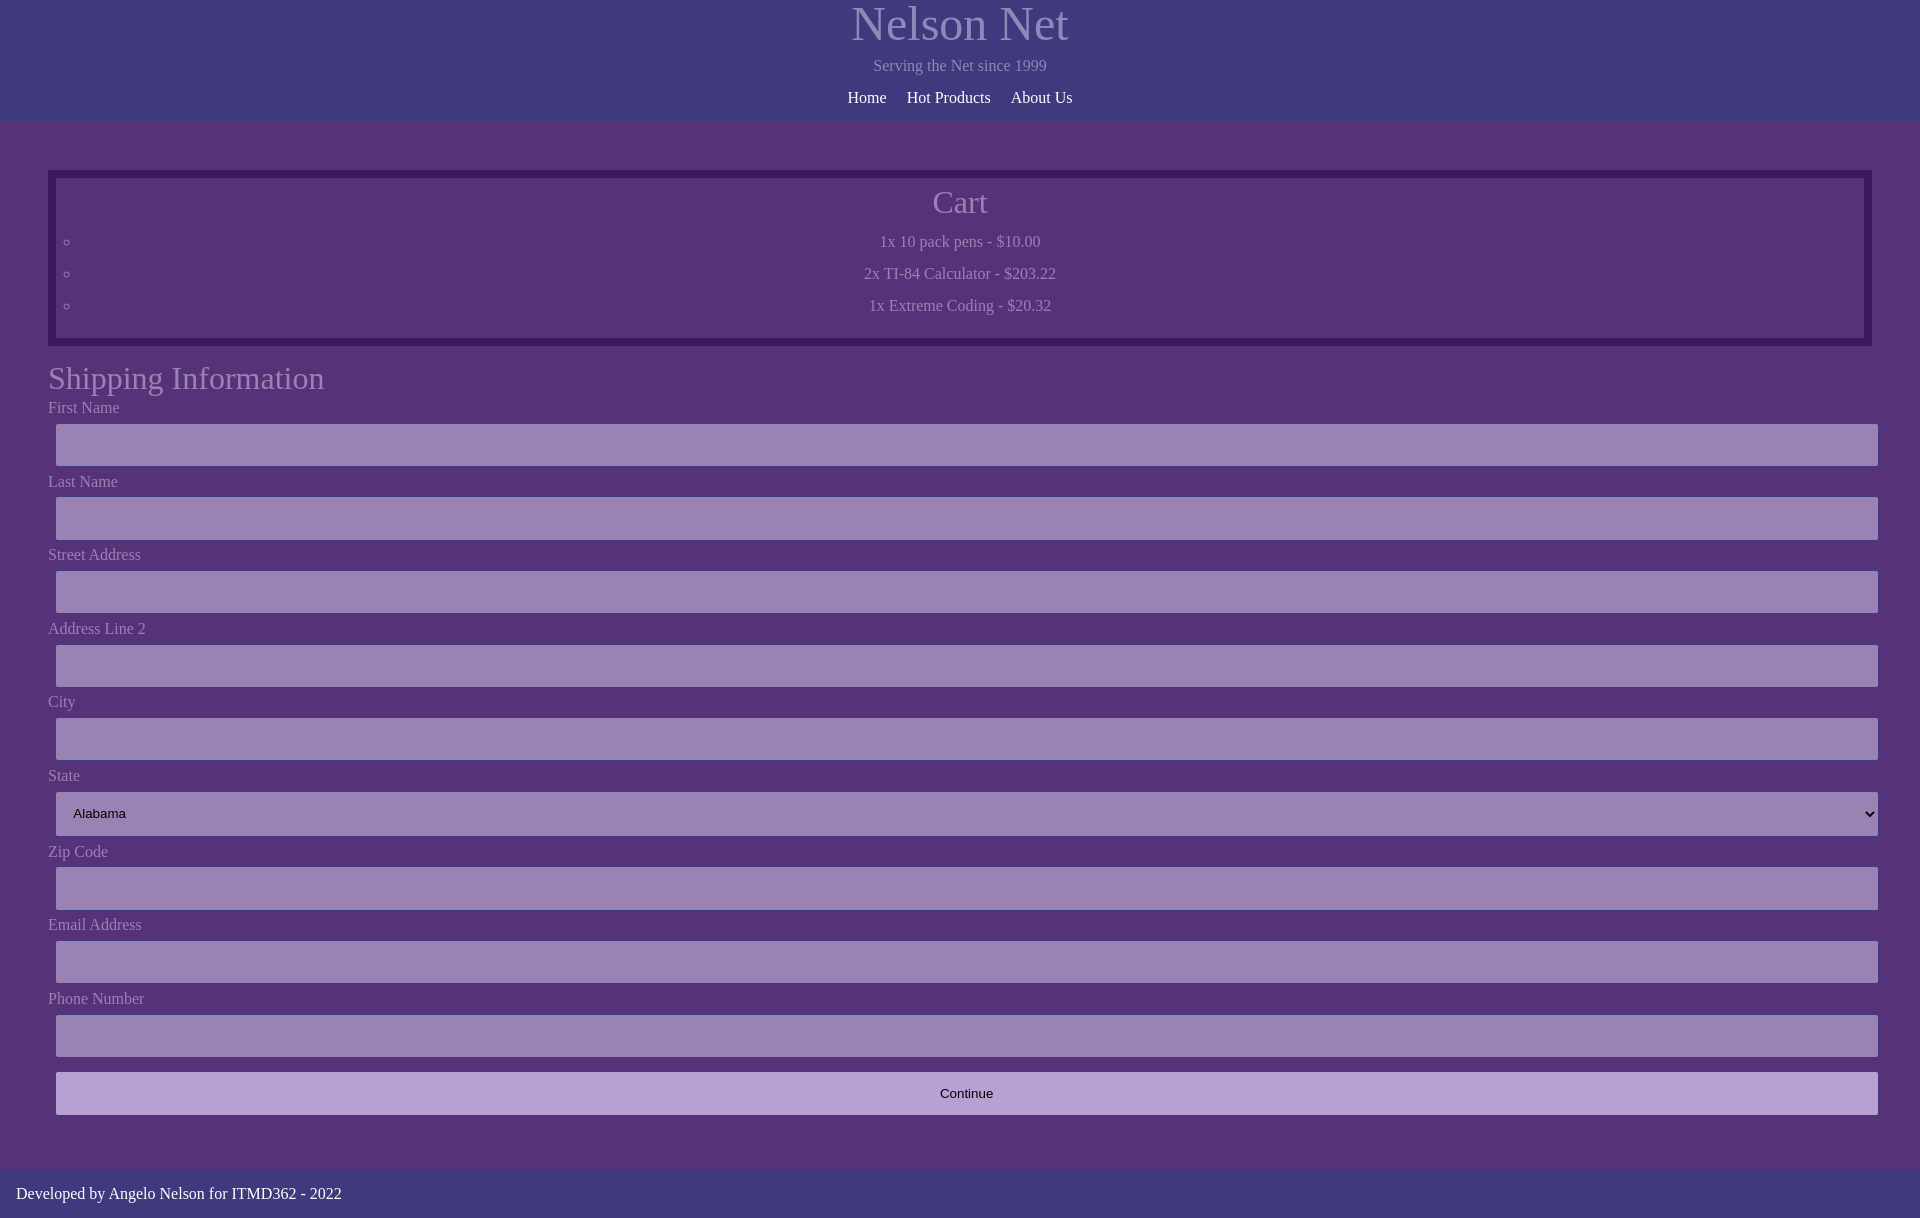 Nelson Net
Serving the Net since 1999
Home Hot Products About Us
Cart
1x 10 pack pens - $10.00
2x TI-84 Calculator - $203.22
1x Extreme Coding - $20.32
Shipping Information
First Name
Last Name
Street Address
Address Line 2
City
State
Alabama
Zip Code
Email Address
Phone Number
Continue
Developed by Angelo Nelson for ITMD362 - 2022